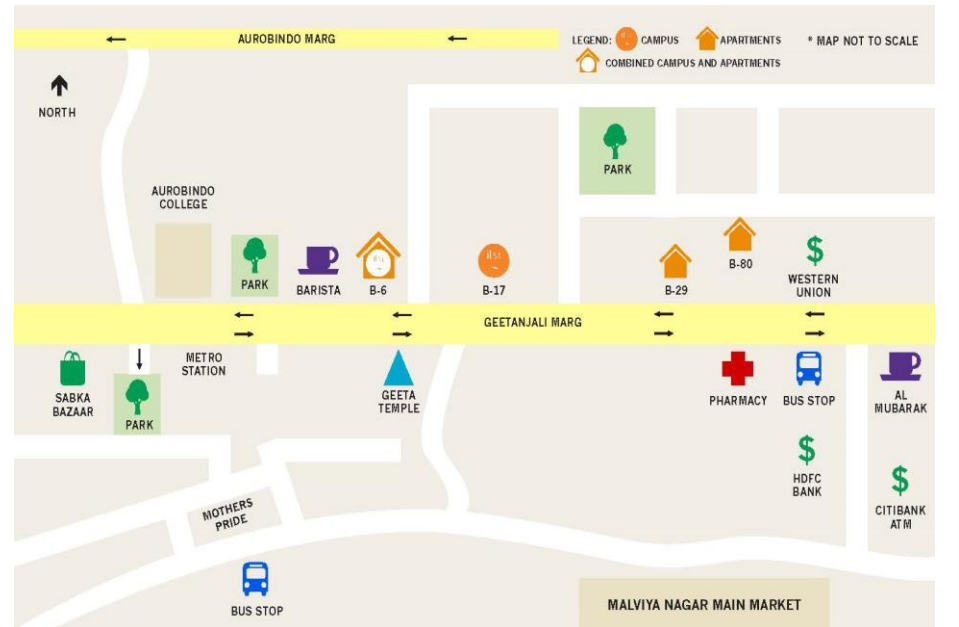 AUROBINDO MARG
LEGEND: CAMPUS APARTMENTS * MAP NOT TO SCALE
COMBINED CAMPUS AND APARTMENTS
NORTH
PARK
AUROBINDO
COLLEGE
PARK
BARISTA
B-6
B-17
B-29
B-80
$
WESTERN
UNION
GEETANJALI MARG
SABKA
BAZAAR
PARK
METRO
STATION
GEETA
TEMPLE
PHARMACY
BUS STOP
AL
MUBARAK
$
HDFC
BANK
$
CITIBANK
ATM
MOTHERS
PRIDE
BUS STOP
MALVIYA NAGAR MAIN MARKET